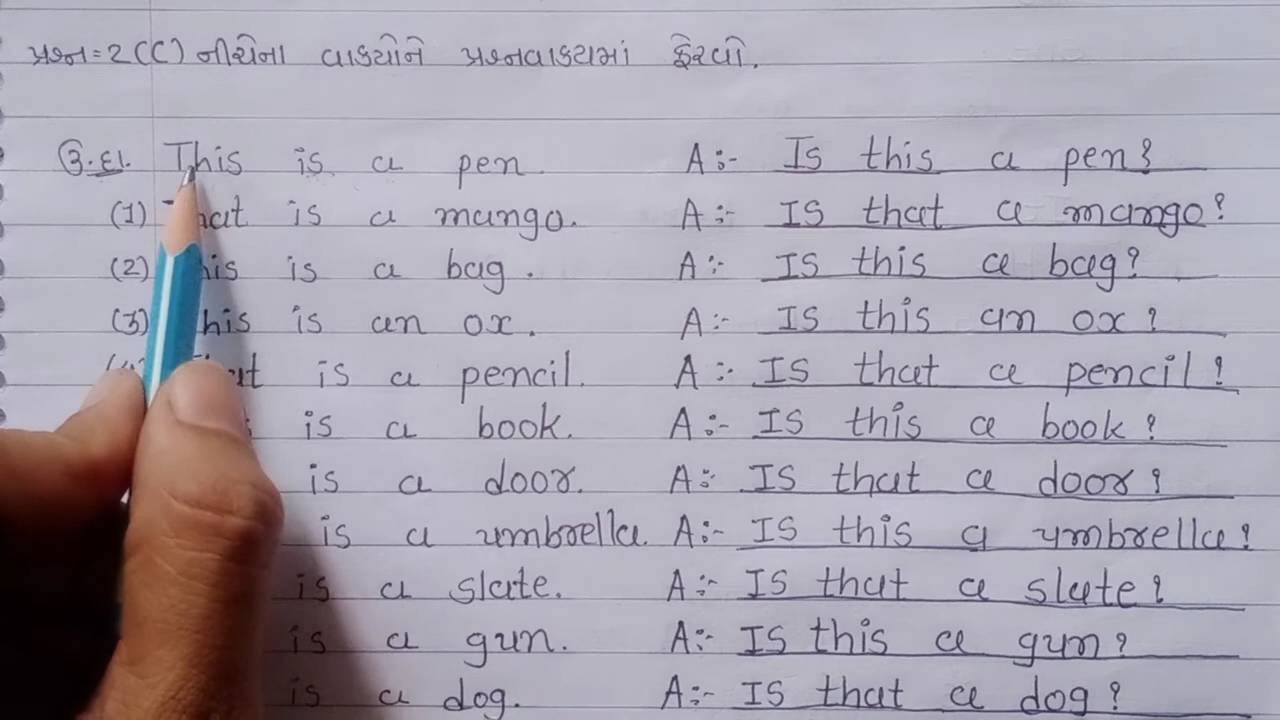 પ્રશ્ન=2 (C) નીચેના વાક્યોને પ્રશ્નવાક્યમાં ફેરવો.
ઉ.દા. This is a pen. A:- Is this a pen?
(1) That is a mango. A:- IS that a mango?
(2) This is a bag. A:- IS this a bag?
(3) This is an ox. A:- IS this an ox?
is a pencil. A:- IS that a pencil?
is a book. A:- IS this a book?
is a door. A:- IS that a door?
is a umbrella. A:- IS this a umbrella?
is a slate. A:- IS that a slate?
is a gun. A:- IS this a gun?
is a dog. A:- IS that a dog?